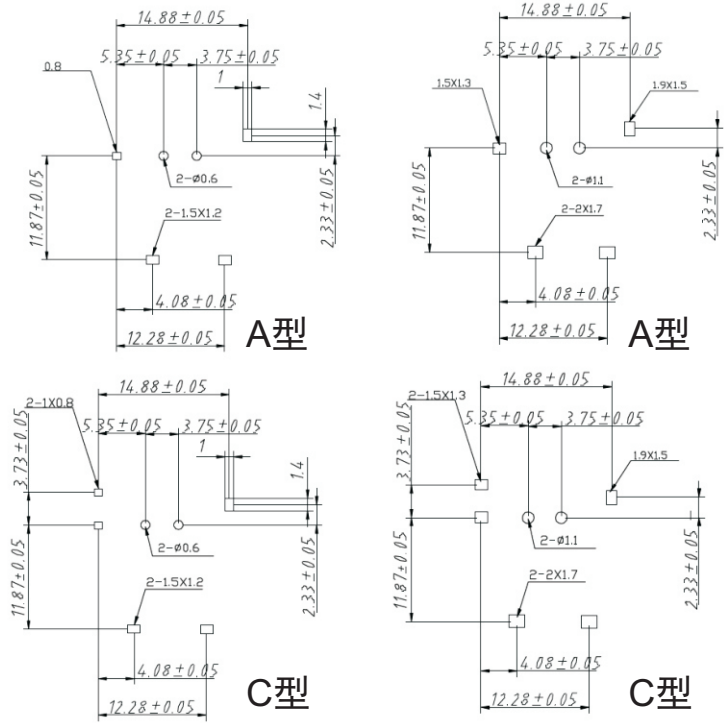 14.88±0.05
5.35±0.05
3.75±0.05
0.8
1
1.4
2-Ø0.6
2-1.5X1.2
11.87±0.05
2.33±0.05
4.08±0.05
12.28±0.05
A型
14.88±0.05
5.35±0.05
3.75±0.05
1.5X1.3
1.9X1.5
2-Ø1.1
2-2X1.7
11.87±0.05
2.33±0.05
4.08±0.05
12.28±0.05
A型
14.88±0.05
2-1X0.8
5.35±0.05
3.75±0.05
1
1.4
3.73±0.05
2-Ø0.6
2-1.5X1.2
11.87±0.05
2.33±0.05
4.08±0.05
12.28±0.05
C型
14.88±0.05
2-1.5X1.3
5.35±0.05
3.75±0.05
1.9X1.5
3.73±0.05
2-Ø1.1
2-2X1.7
11.87±0.05
2.33±0.05
4.08±0.05
12.28±0.05
C型